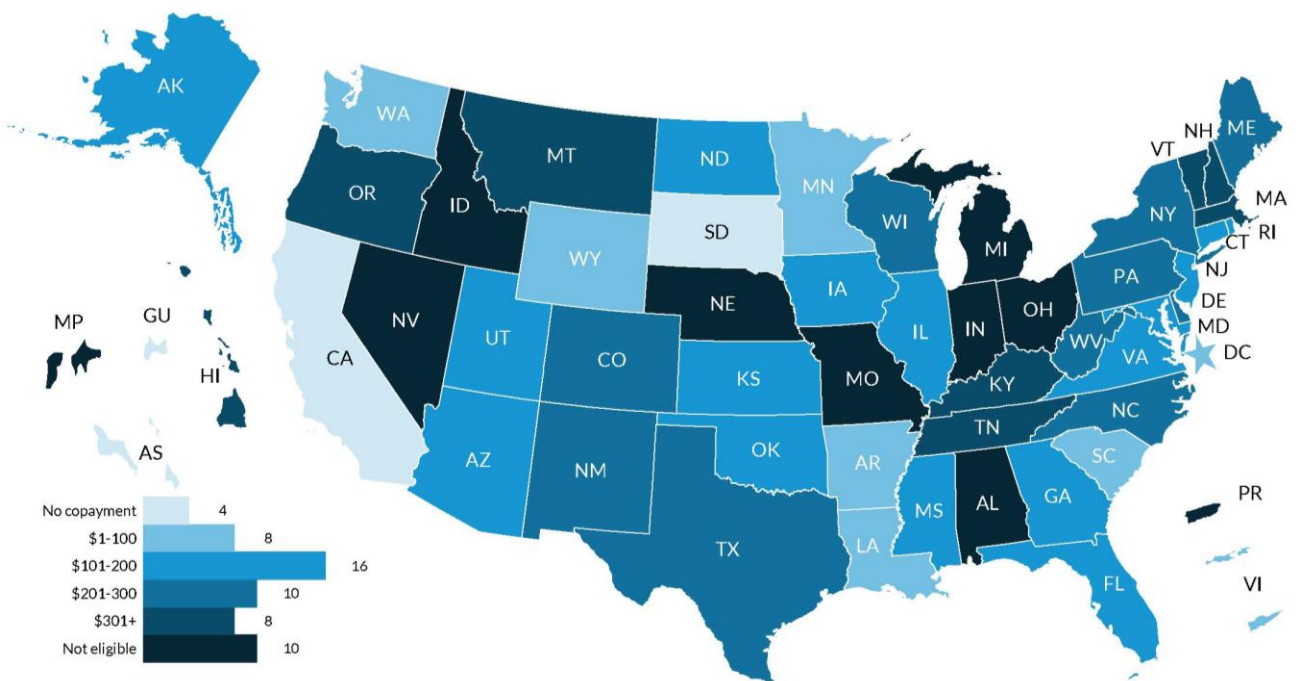 AK
WA
MT
ND
MN
OR
ID
SD
WI
WY
MI
NE
IA
NV
UT
CO
IL
IN
OH
CA
KS
MO
KY
WV
VA
PA
NY
VT
NH
ME
MA
RI
CT
NJ
DE
MD
DC
AZ
NM
OK
AR
TN
NC
SC
TX
LA
MS
AL
GA
FL
MP
GU
HI
AS
PR
VI
No copayment 4
$1-100 8
$101-200 16
$201-300 10
$301+ 8
Not eligible 10